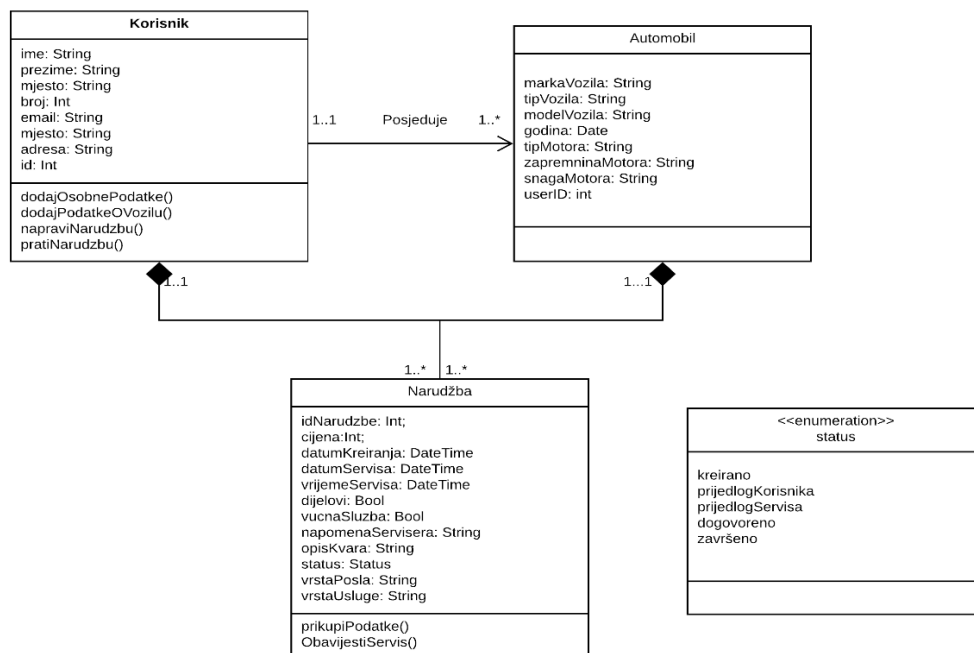 Korisnik
ime: String
prezime: String
mjesto: String
broj: Int
email: String
mjesto: String
adresa: String
id: Int
dodajOsobnePodatke()
dodajPodatkeOVozilu()
napraviNarudzbu()
pratiNarudzbu()
1..1 Posjeduje 1..*
Automobil
markaVozila: String
tipVozila: String
modelVozila: String
godina: Date
tipMotora: String
zapremninaMotora: String
snagaMotora: String
userID: int
1..1
1...1
1..* 1..*
Narudžba
idNarudzbe: Int;
cijena:Int;
datumKreiranja: DateTime
datumServisa: DateTime
vrijemeServisa: DateTime
dijelovi: Bool
vucnaSluzba: Bool
napomenaServisera: String
opisKvara: String
status: Status
vrstaPosla: String
vrstaUsluge: String
prikupiPodatke()
ObavijestiServis()
<<enumeration>>
status
kreirano
prijedlogKorisnika
prijedlogServisa
dogovoreno
završeno